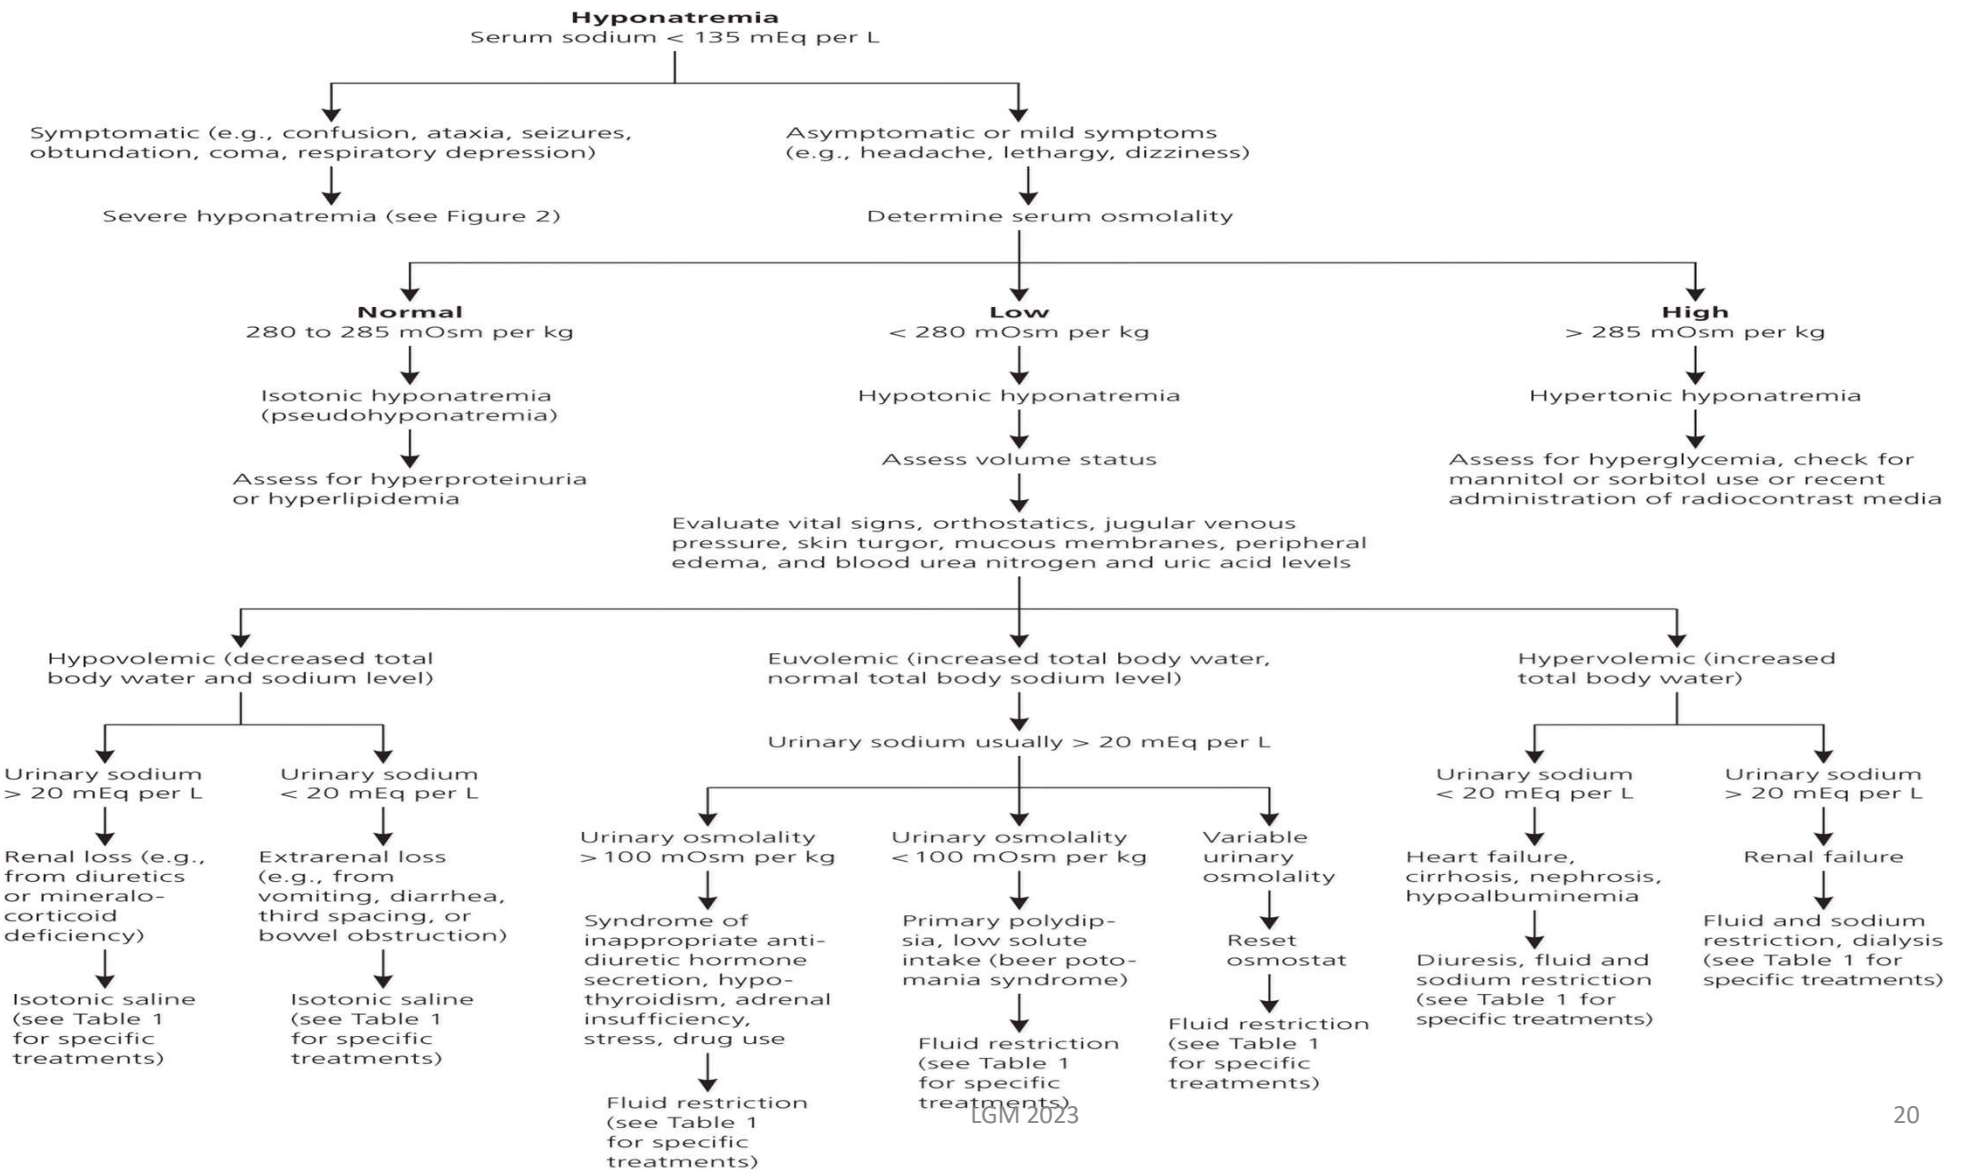 Hyponatremia
Serum sodium < 135 mEq per L
Symptomatic (e.g., confusion, ataxia, seizures,
obtundation, coma, respiratory depression)
Asymptomatic or mild symptoms
(e.g., headache, lethargy, dizziness)
Severe hyponatremia (see Figure 2)
Determine serum osmolality
Normal
280 to 285 mOsm per kg
Low
< 280 mOsm per kg
High
> 285 mOsm per kg
Isotonic hyponatremia
(pseudohyponatremia)
Hypotonic hyponatremia
Hypertonic hyponatremia
Assess for hyperproteinuria
or hyperlipidemia
Assess volume status
Assess for hyperglycemia, check for
mannitol or sorbitol use or recent
administration of radiocontrast media
Evaluate vital signs, orthostatics, jugular venous
pressure, skin turgor, mucous membranes, peripheral
edema, and blood urea nitrogen and uric acid levels
Hypovolemic (decreased total
body water and sodium level)
Euvolemic (increased total body water,
normal total body sodium level)
Hypervolemic (increased
total body water)
Urinary sodium usually > 20 mEq per L
Urinary sodium
> 20 mEq per L
Urinary sodium
< 20 mEq per L
Urinary sodium
< 20 mEq per L
Urinary sodium
> 20 mEq per L
Urinary osmolality
>100 mOsm per kg
Urinary osmolality
<100 mOsm per kg
Variable
urinary
osmolality
Renal loss (e.g.,
from diuretics
or mineralo-
corticoid
deficiency)
Extrarenal loss
(e.g., from
vomiting, diarrhea,
third spacing, or
bowel obstruction)
Heart failure,
cirrhosis, nephrosis,
hypoalbuminemia
Renal failure
Syndrome of
inappropriate anti-
diuretic hormone
secretion, hypo-
thyroidism, adrenal
insufficiency,
stress, drug use
Primary polydip-
sia, low solute
intake (beer poto-
mania syndrome)
Reset
osmostat
Fluid and sodium
restriction, dialysis
(see Table 1 for
specific treatments)
Diuresis, fluid and
sodium restriction
(see Table 1 for
specific treatments)
Isotonic saline
(see Table 1
for specific
treatments)
Isotonic saline
(see Table 1
for specific
treatments)
Fluid restriction
(see Table 1
for specific
treatments)
Fluid restriction
(see Table 1
for specific
treatments)
Fluid restriction
(see Table 1
for specific
treatments)
LGM 2023
20